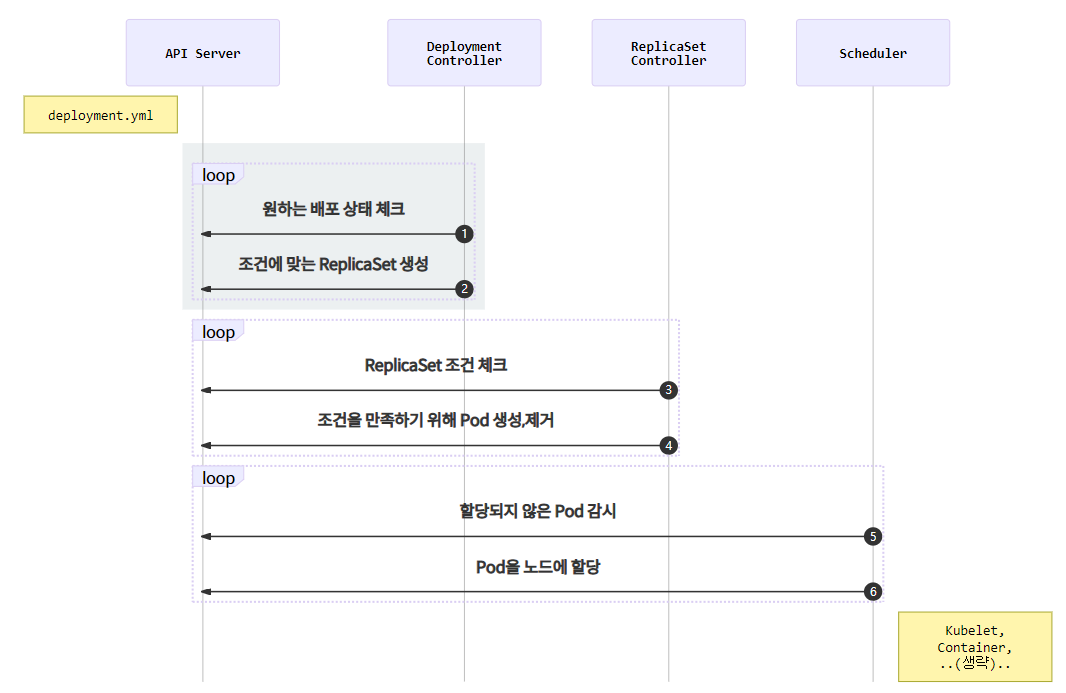 API Server
Deployment
Controller
ReplicaSet
Controller
Scheduler
deployment.yml
loop
원하는 배포 상태 체크
1
조건에 맞는 ReplicaSet 생성
2
loop
ReplicaSet 조건 체크
3
조건을 만족하기 위해 Pod 생성,제거
4
loop
할당되지 않은 Pod 감시
5
Pod을 노드에 할당
6
Kubelet,
Container,
..(생략)..